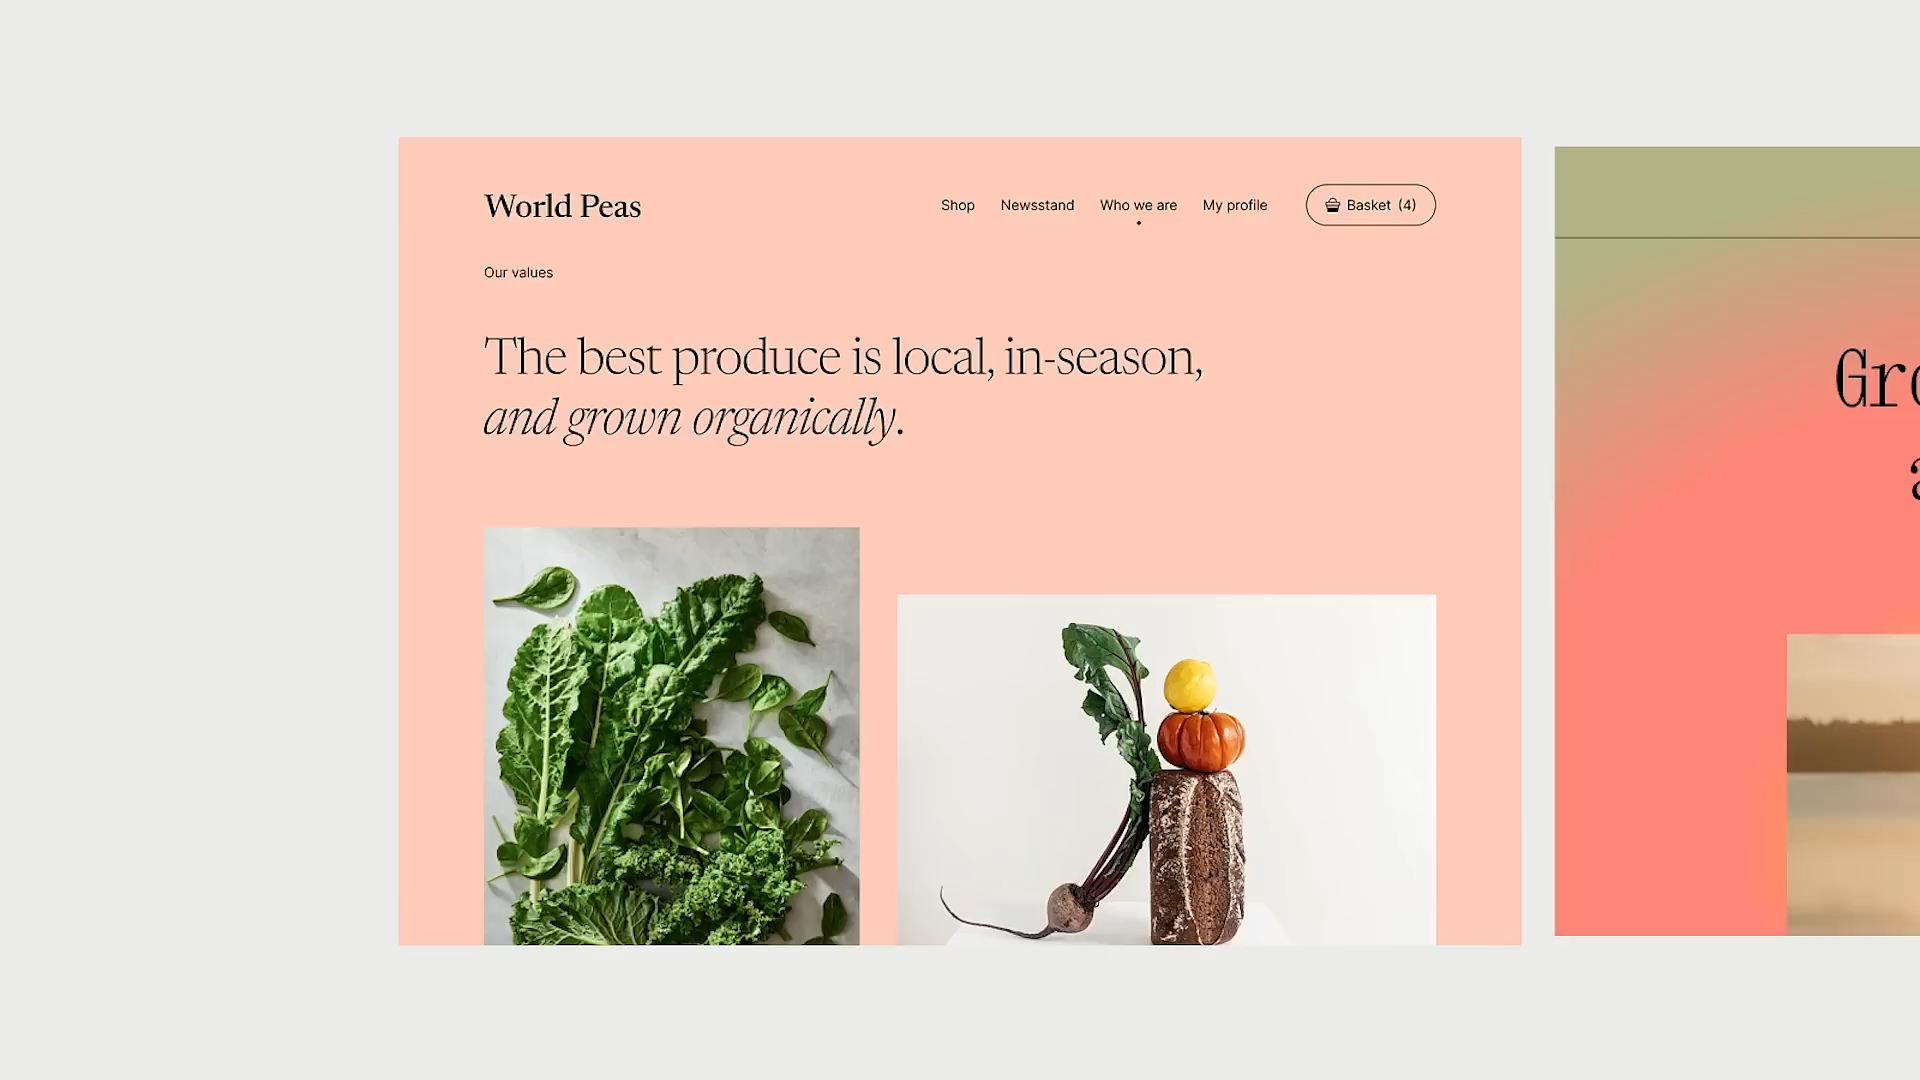 World Peas
Shop Newsstand Who we are My profile Basket (4)
Our values
The best produce is local, in-season,
and grown organically.